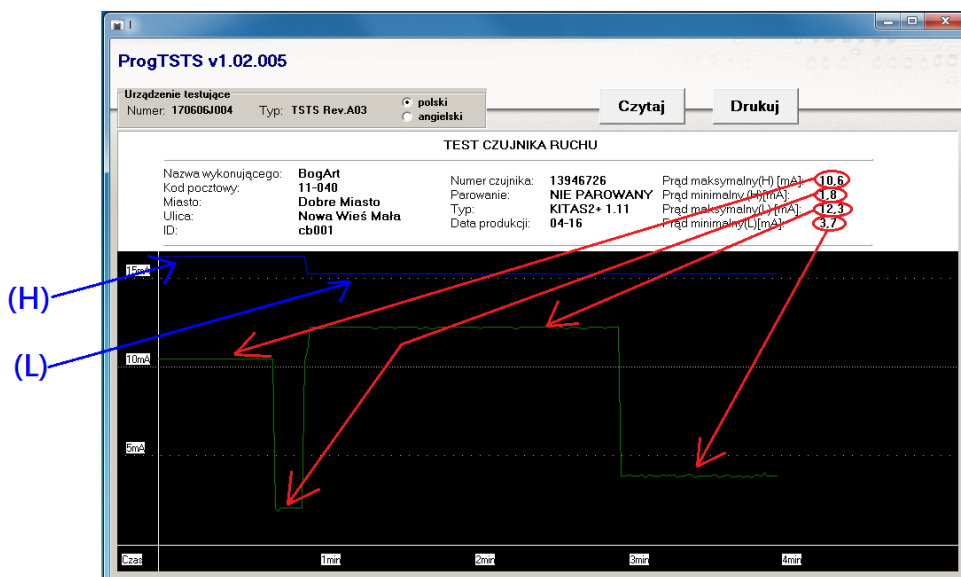 I
ProgTSTS v1.02.005
Urządzenie testujące
Numer: 170606J004 Typ: TSTS Rev.A03
polski
angielski
Czytaj Drukuj
TEST CZUJNIKA RUCHU
Nazwa wykonującego: BogArt
Kod pocztowy: 11-040
Miasto: Dobre Miasto
Ulica: Nowa Wieś Mała
ID: cb001
Numer czujnika: 13946726
Parowanie: NIE PAROWANY
Typ: KITAS2+ 1.11
Data produkcji: 04-16
Prąd maksymalny(H) [mA]: 10,6
Prąd minimalny (H)[mA]: 1,8
Prąd maksymalny(L) [mA]: 12,3
Prąd minimalny(L)[mA]: 3,7
(H)
(L)
15mA
10mA
5mA
Czas 1min 2min 3min 4min